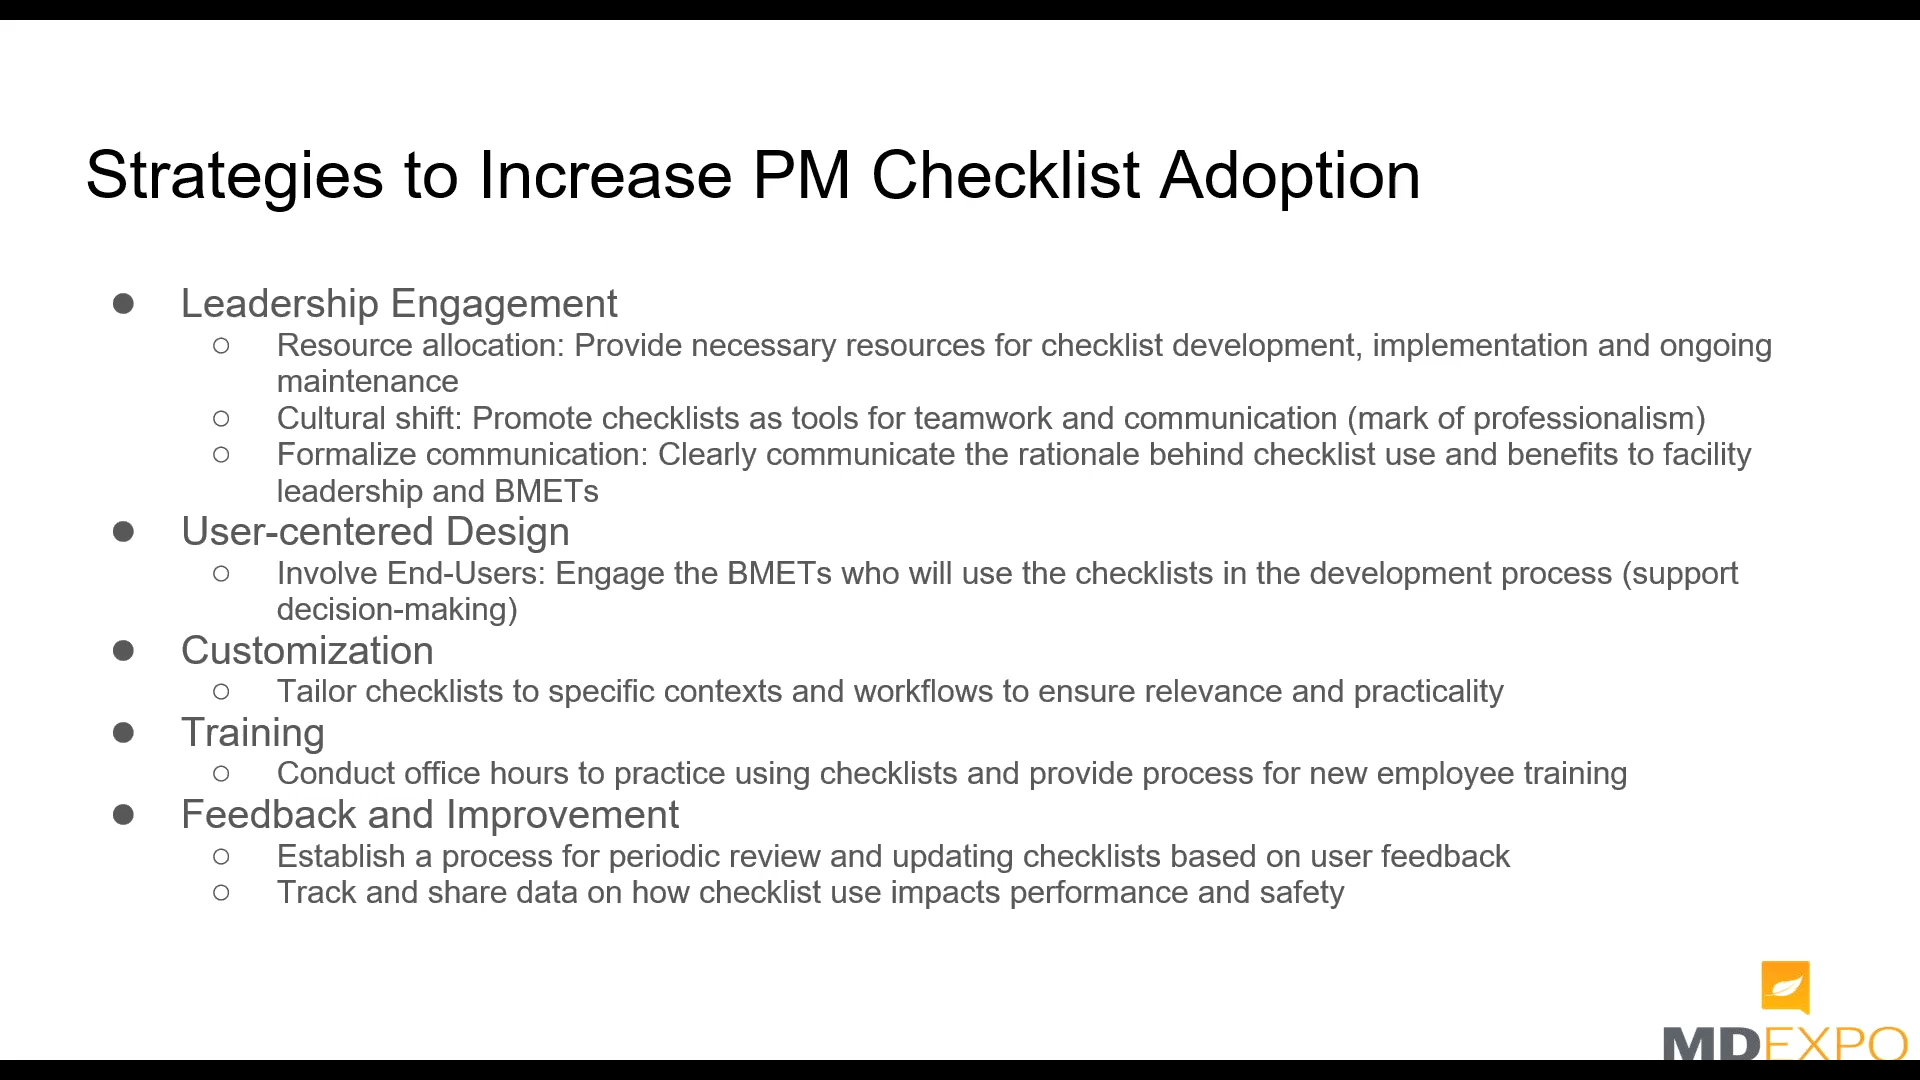 Strategies to Increase PM Checklist Adoption
● Leadership Engagement
○ Resource allocation: Provide necessary resources for checklist development, implementation and ongoing
maintenance
○ Cultural shift: Promote checklists as tools for teamwork and communication (mark of professionalism)
○ Formalize communication: Clearly communicate the rationale behind checklist use and benefits to facility
leadership and BMETs
● User-centered Design
○ Involve End-Users: Engage the BMETs who will use the checklists in the development process (support
decision-making)
● Customization
○ Tailor checklists to specific contexts and workflows to ensure relevance and practicality
● Training
○ Conduct office hours to practice using checklists and provide process for new employee training
● Feedback and Improvement
○ Establish a process for periodic review and updating checklists based on user feedback
○ Track and share data on how checklist use impacts performance and safety
MDEXPO